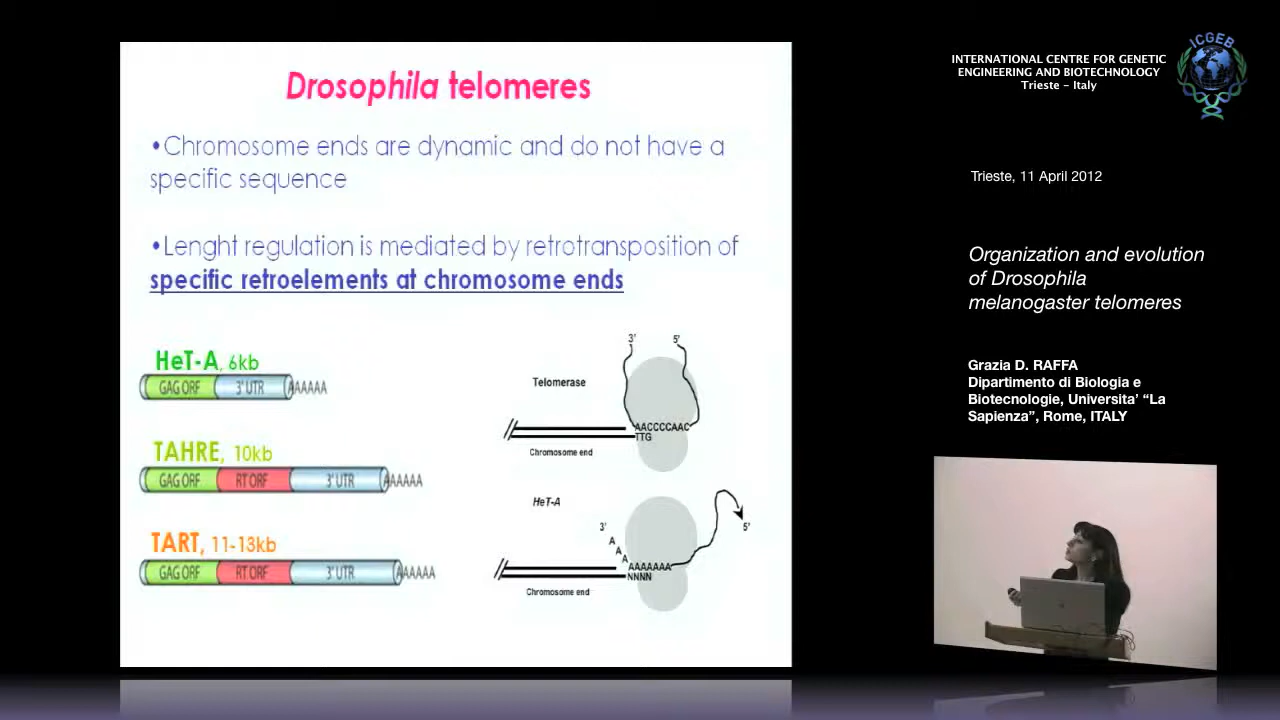 Drosophila telomeres
•Chromosome ends are dynamic and do not have a
specific sequence
•Lenght regulation is mediated by retrotransposition of
specific retroelements at chromosome ends
HeT-A, 6kb
GAG ORF 3' UTR AAAAAA
TAHRE, 10kb
GAG ORF RT ORF 3' UTR AAAAAA
TART, 11-13kb
GAG ORF RT ORF 3' UTR AAAAAA
3' 5'
Telomerase
AACCCCAAC
TTG
Chromosome end
HeT-A
3' 5'
A
A
A
AAAAAAA
NNNN
Chromosome end
INTERNATIONAL CENTRE FOR GENETIC
ENGINEERING AND BIOTECHNOLOGY
Trieste - Italy
ICGEB
Trieste, 11 April 2012
Organization and evolution
of Drosophila
melanogaster telomeres
Grazia D. RAFFA
Dipartimento di Biologia e
Biotecnologie, Universita' “La
Sapienza”, Rome, ITALY